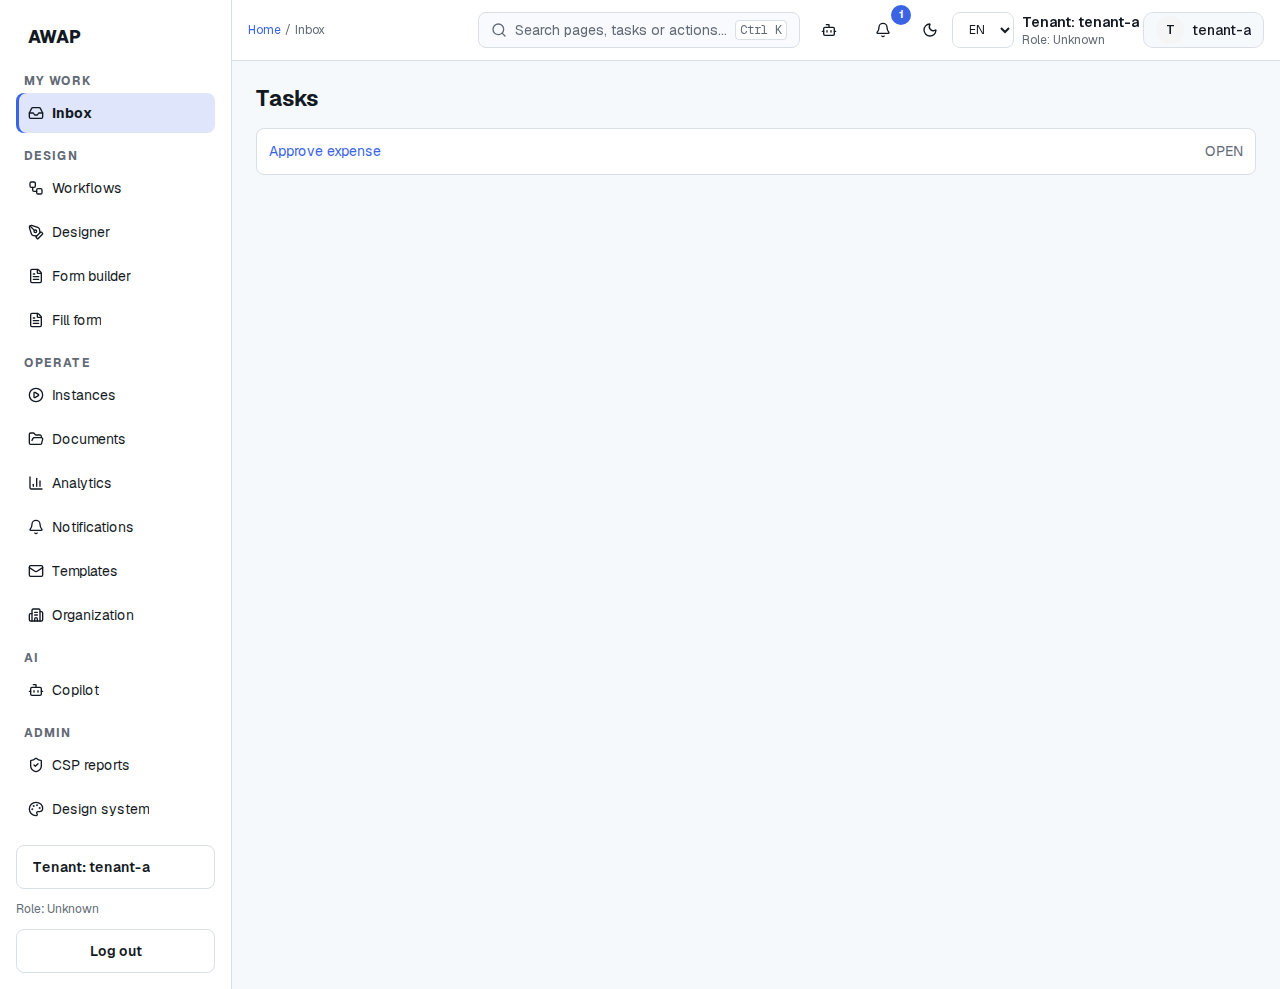 AWAP
MY WORK
Inbox
DESIGN
Workflows
Designer
Form builder
Fill form
OPERATE
Instances
Documents
Analytics
Notifications
Templates
Organization
AI
Copilot
ADMIN
CSP reports
Design system
Tenant: tenant-a
Role: Unknown
Log out
Home / Inbox
Search pages, tasks or actions... Ctrl K
1
EN
Tenant: tenant-a
Role: Unknown
T tenant-a
Tasks
Approve expense OPEN